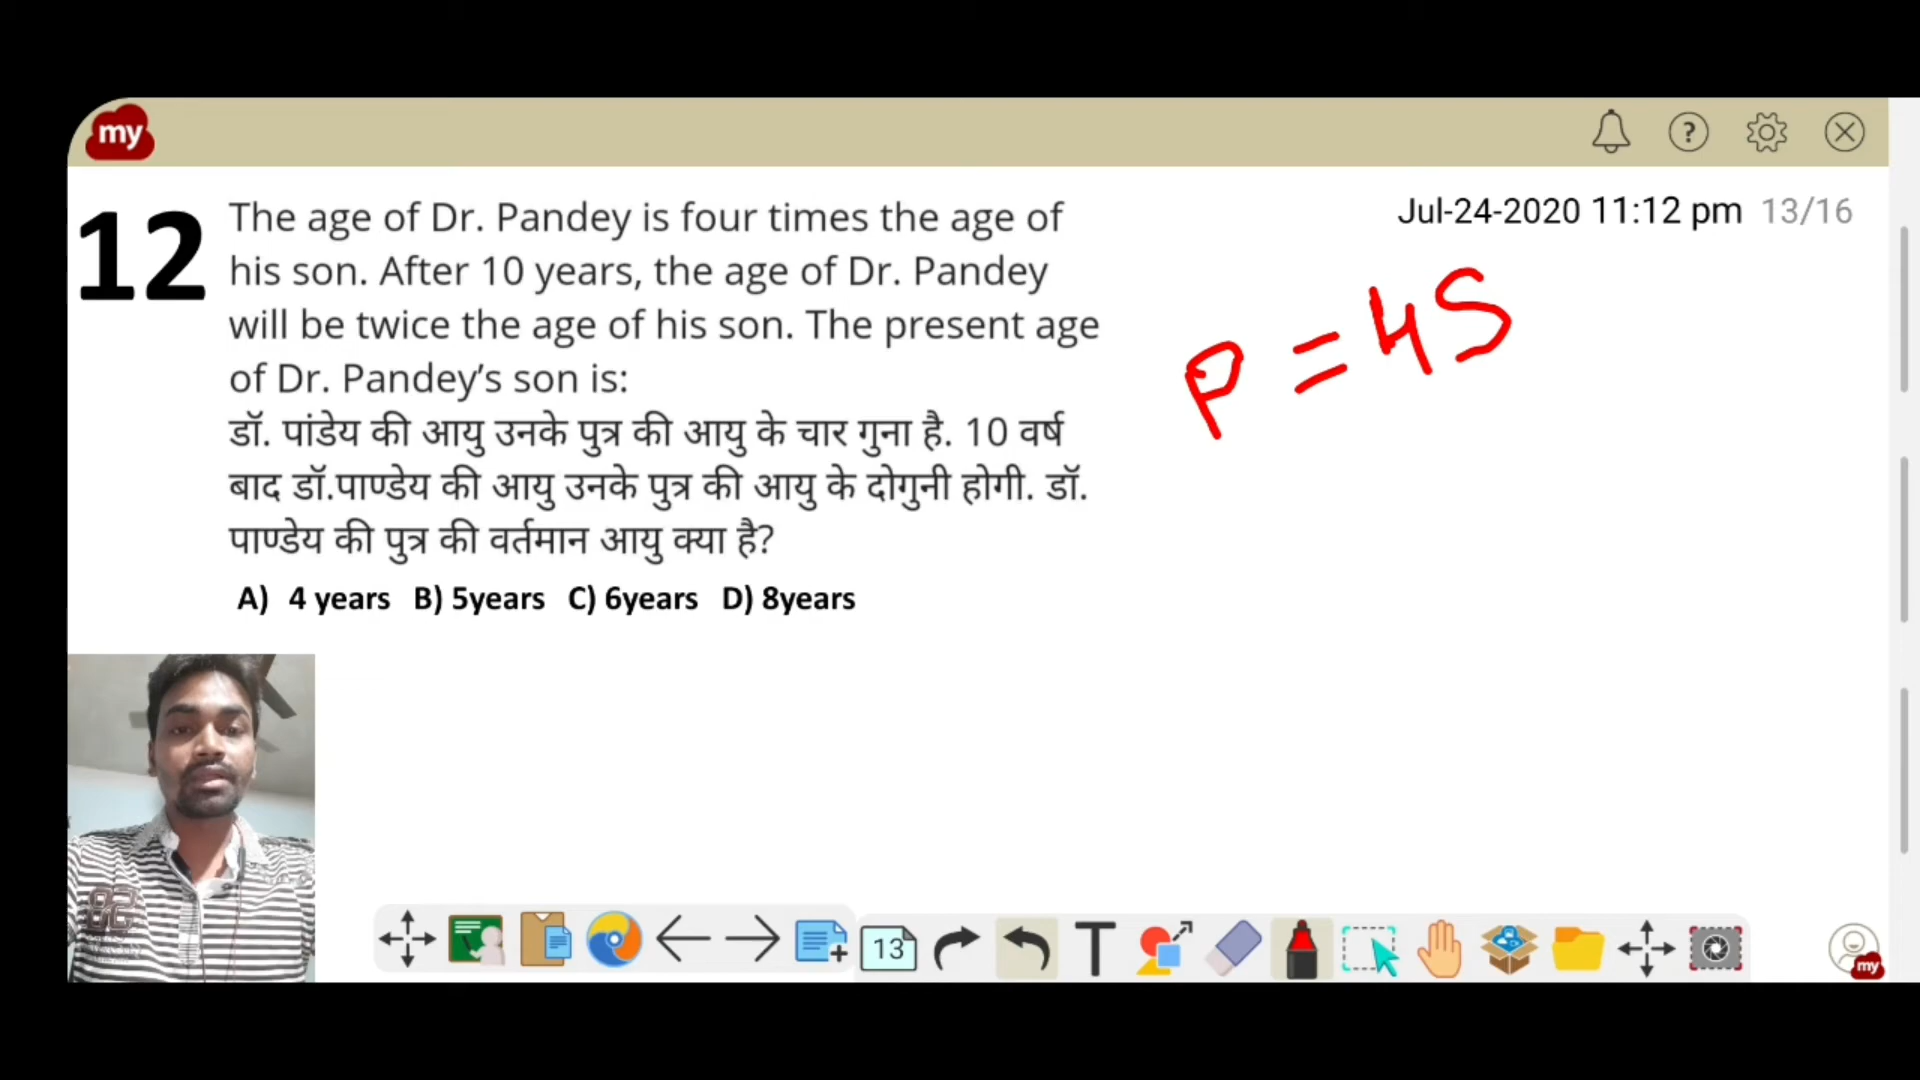 my
12
The age of Dr. Pandey is four times the age of
his son. After 10 years, the age of Dr. Pandey
will be twice the age of his son. The present age
of Dr. Pandey’s son is:
डॉ. पांडेय की आयु उनके पुत्र की आयु के चार गुना है. 10 वर्ष
बाद डॉ.पाण्डेय की आयु उनके पुत्र की आयु के दोगुनी होगी. डॉ.
पाण्डेय की पुत्र की वर्तमान आयु क्या है?
A) 4 years B) 5years C) 6years D) 8years
Jul-24-2020 11:12 pm 13/16
P = 4S
82
13
T
my